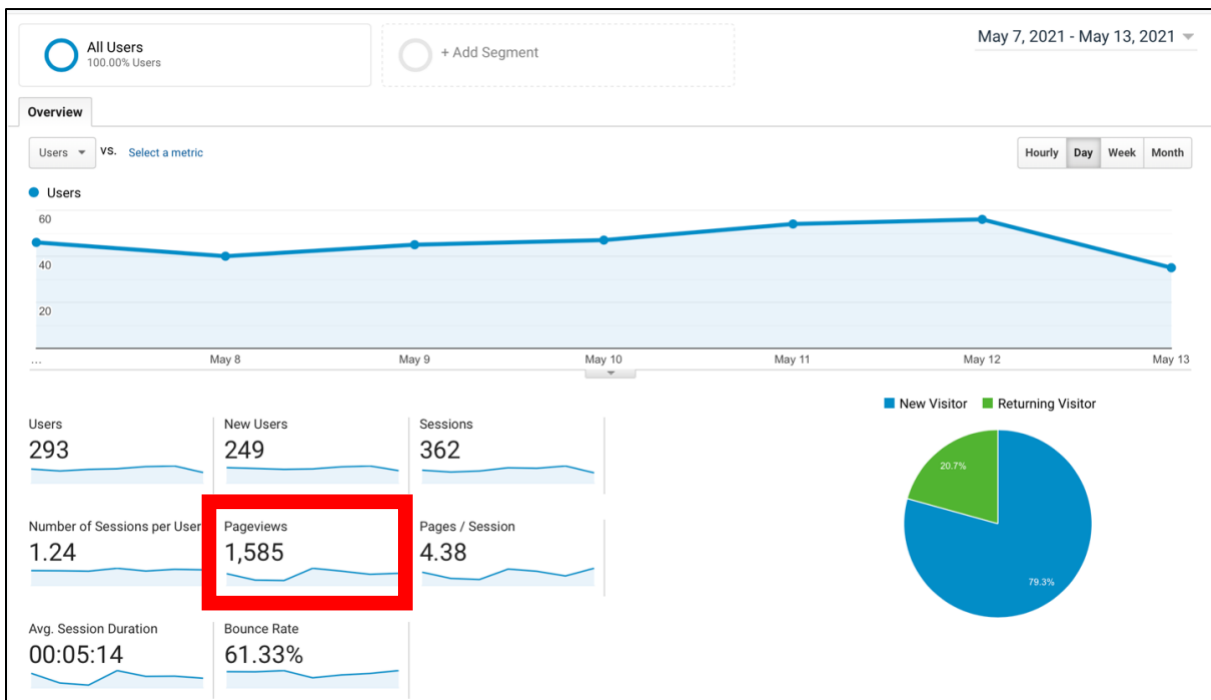 All Users
100.00% Users
+ Add Segment
May 7, 2021 - May 13, 2021
Overview
Users VS. Select a metric
Hourly Day Week Month
Users
60
40
20
... May 8 May 9 May 10 May 11 May 12 May 13
New Visitor Returning Visitor
Users New Users Sessions
293 249 362
20.7%
Number of Sessions per User Pageviews Pages / Session
1.24 1,585 4.38
79.3%
Avg. Session Duration Bounce Rate
00:05:14 61.33%